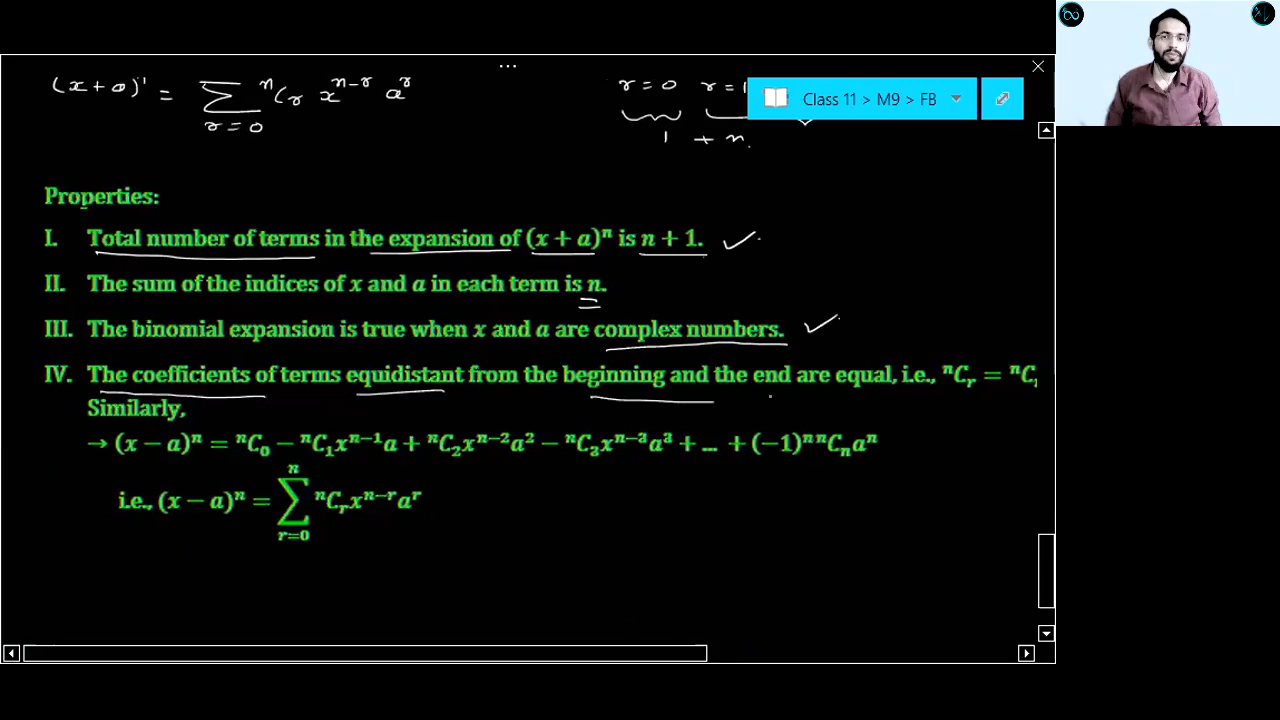 (x + a)ⁿ = Σ r = 0 ⁿCr xⁿ⁻ʳ aʳ
r = 0 r = 1
1 + n.
Class 11 > M9 > FB
Properties:
I. Total number of terms in the expansion of (x + a)ⁿ is n + 1.
II. The sum of the indices of x and a in each term is n.
III. The binomial expansion is true when x and a are complex numbers.
IV. The coefficients of terms equidistant from the beginning and the end are equal, i.e., ⁿCᵣ = ⁿC
Similarly,
→ (x − a)ⁿ = ⁿC₀ − ⁿC₁xⁿ⁻¹a + ⁿC₂xⁿ⁻²a² − ⁿC₃xⁿ⁻³a³ + ... + (−1)ⁿ ⁿCₙaⁿ
n
i.e., (x − a)ⁿ = ∑ ⁿCᵣxⁿ⁻ʳaʳ
r=0